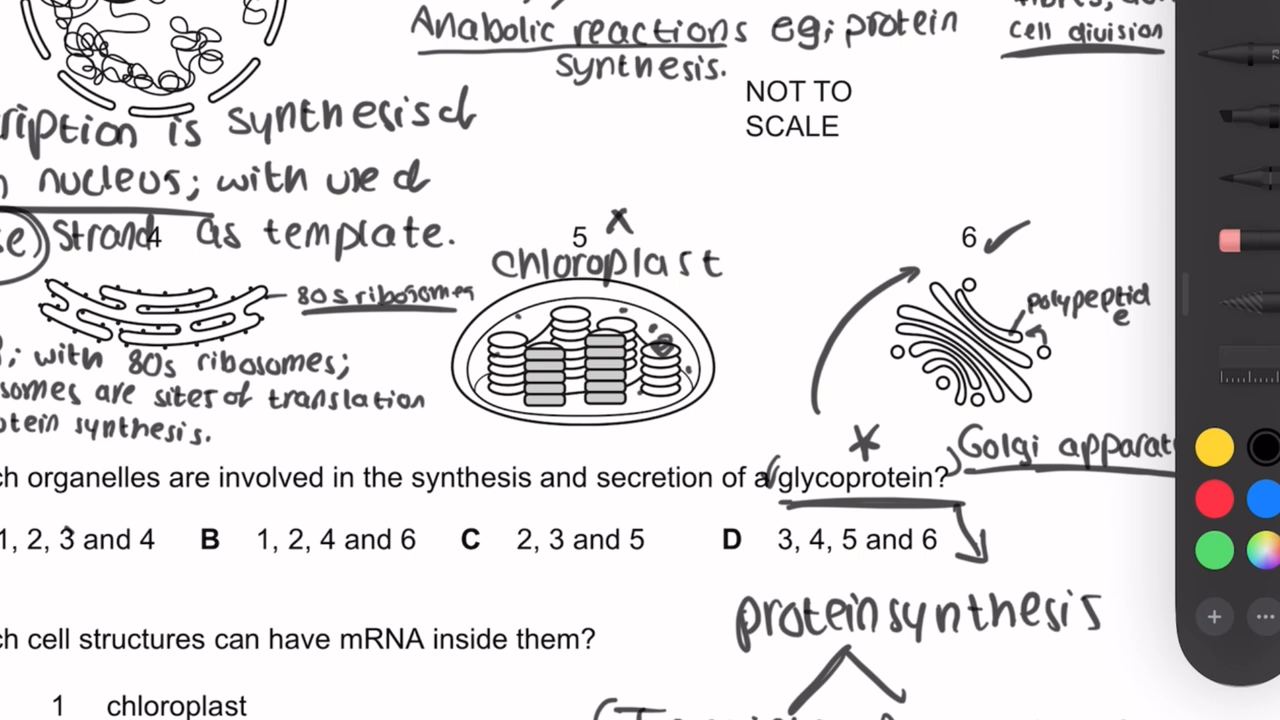 Anabolic reactions eg; protein
synthesis.
cell division
NOT TO
SCALE
ription is synthesisd
nucleus; with used
se) strand as template.
4
5 x
6
chloroplast
80s ribosomes
polypeptid
e
; with 80s ribosomes;
somes are sites of translation
otein synthesis.
* Golgi apparat
ch organelles are involved in the synthesis and secretion of a glycoprotein?
1, 2, 3 and 4 B 1, 2, 4 and 6 C 2, 3 and 5 D 3, 4, 5 and 6
protein synthesis
ch cell structures can have mRNA inside them?
1 chloroplast